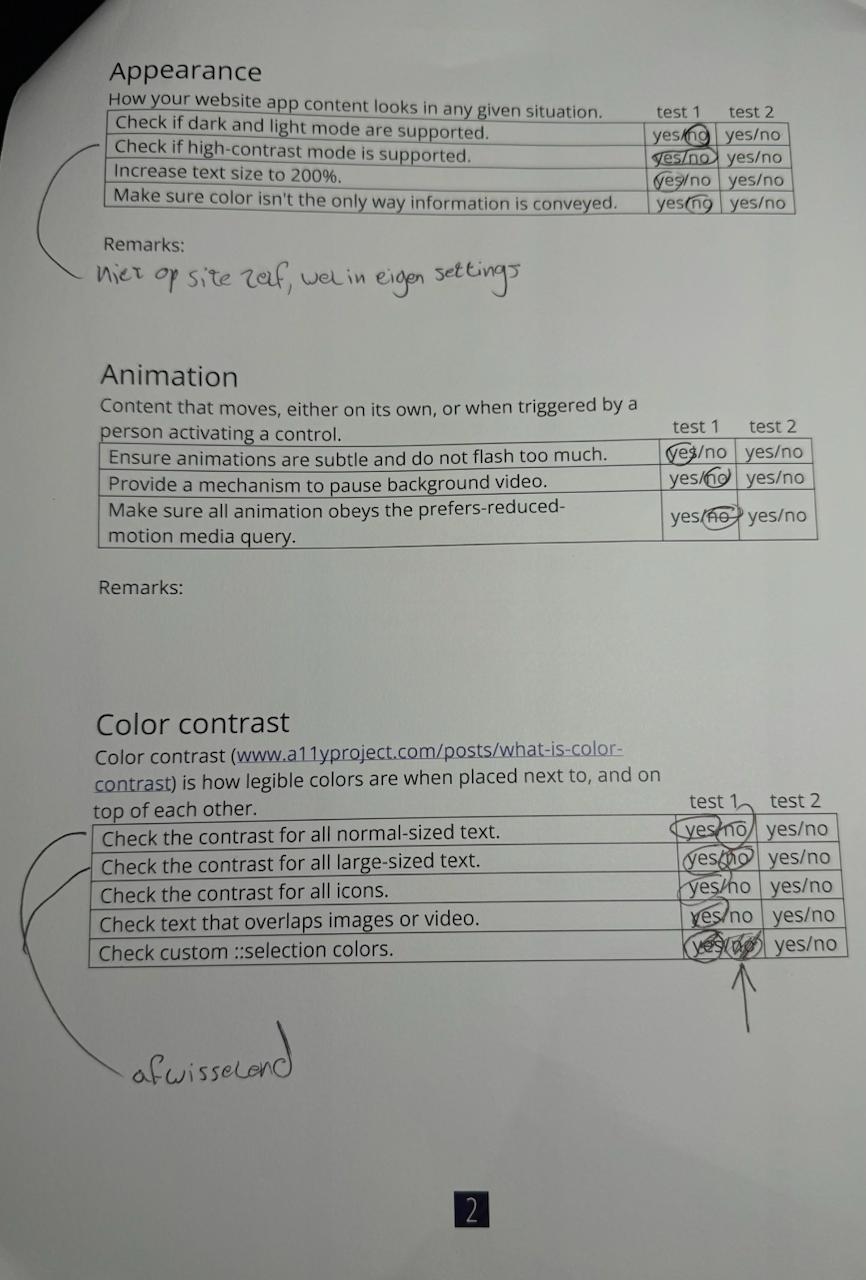 Appearance
How your website app content looks in any given situation. test 1 test 2
Check if dark and light mode are supported. yes/no yes/no
Check if high-contrast mode is supported. yes/no yes/no
Increase text size to 200%. yes/no yes/no
Make sure color isn't the only way information is conveyed. yes/no yes/no
Remarks:
niet op site zelf, wel in eigen settings
Animation
Content that moves, either on its own, or when triggered by a
person activating a control. test 1 test 2
Ensure animations are subtle and do not flash too much. yes/no yes/no
Provide a mechanism to pause background video. yes/no yes/no
Make sure all animation obeys the prefers-reduced-
motion media query. yes/no yes/no
Remarks:
Color contrast
Color contrast (www.a11yproject.com/posts/what-is-color-
contrast) is how legible colors are when placed next to, and on
top of each other. test 1 test 2
Check the contrast for all normal-sized text. yes/no yes/no
Check the contrast for all large-sized text. yes/no yes/no
Check the contrast for all icons. yes/no yes/no
Check text that overlaps images or video. yes/no yes/no
Check custom ::selection colors. yes/no yes/no
afwisselend
2